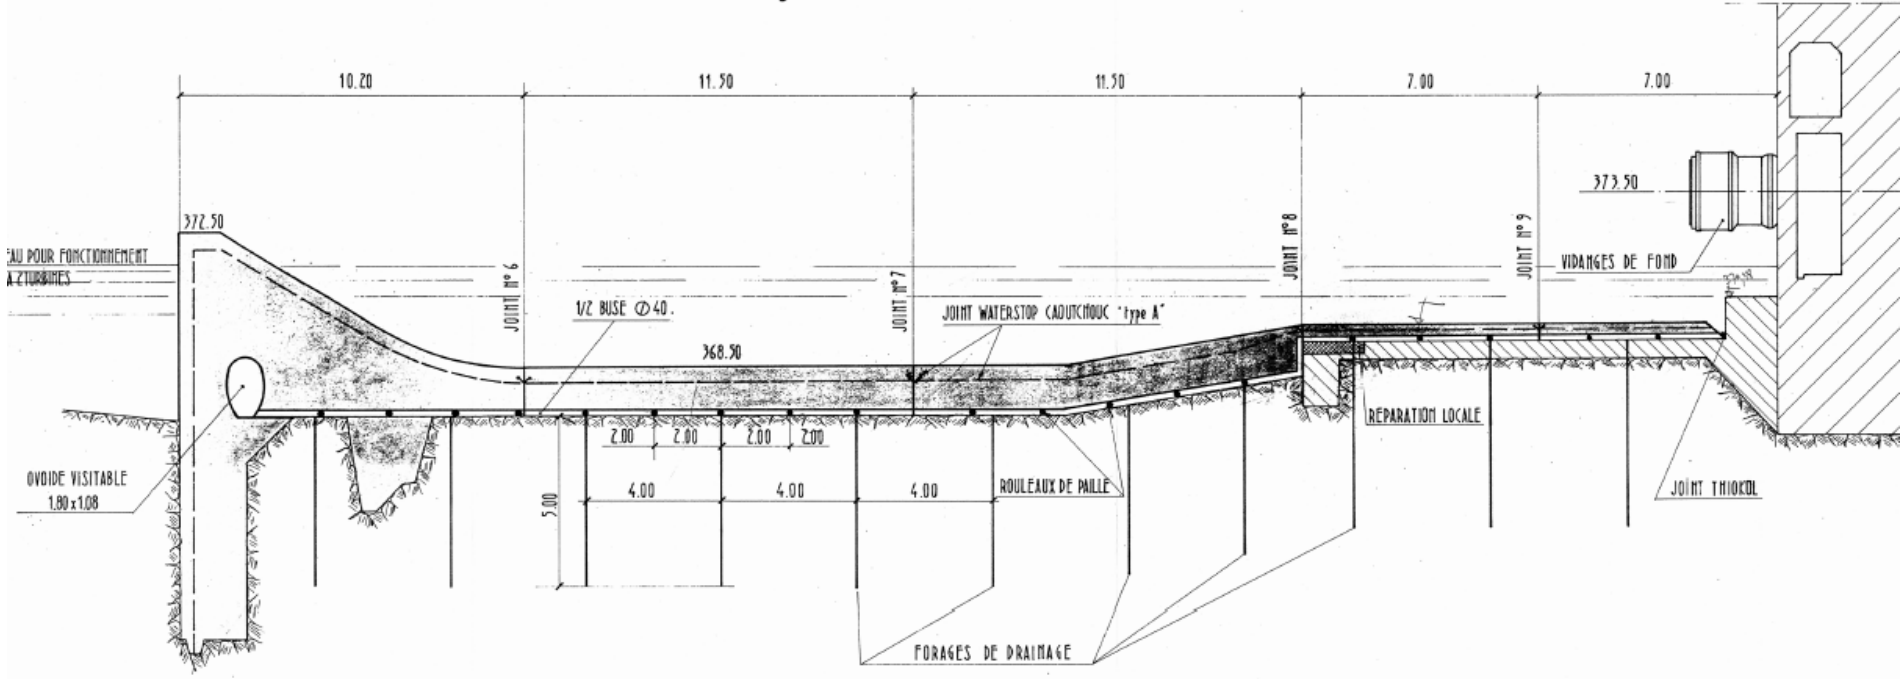 10.20
11.50
11.50
7.00
7.00
372.50
373.50
EAU POUR FONCTIONNEMENT
A 2 TURBINES
JOINT N° 6
JOINT N° 7
JOINT N° 8
JOINT N° 9
VIDANGES DE FOND
1/2 BUSE Ø 40.
JOINT WATERSTOP CAOUTCHOUC "type A"
368.50
REPARATION LOCALE
2.00
2.00
2.00
2.00
OVOIDE VISITABLE
1.80 x 1.08
4.00
4.00
4.00
5.00
ROULEAUX DE PAILLE
JOINT THIOKOL
FORAGES DE DRAINAGE